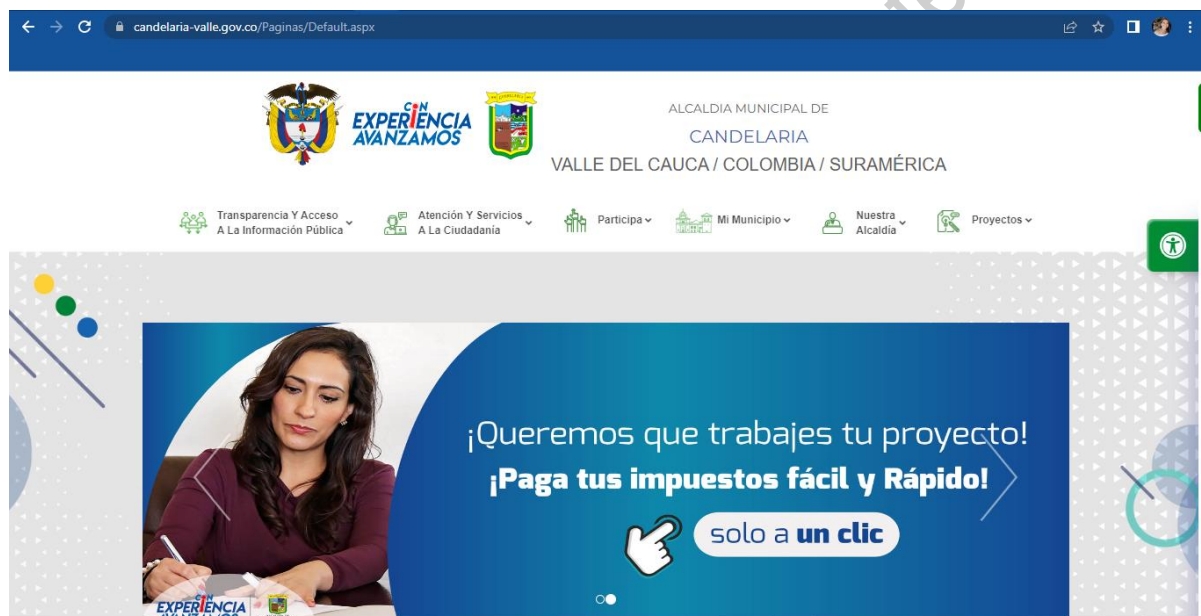 candelaria-valle.gov.co/Paginas/Default.aspx
CON
EXPERIENCIA
AVANZAMOS
ALCALDIA MUNICIPAL DE
CANDELARIA
VALLE DEL CAUCA / COLOMBIA / SURAMÉRICA
Transparencia Y Acceso
A La Información Pública
Atención Y Servicios
A La Ciudadanía
Participa
Mi Municipio
Nuestra
Alcaldía
Proyectos
¡Queremos que trabajes tu proyecto!
¡Paga tus impuestos fácil y Rápido!
solo a un clic
EXPERIENCIA
AVANZAMOS